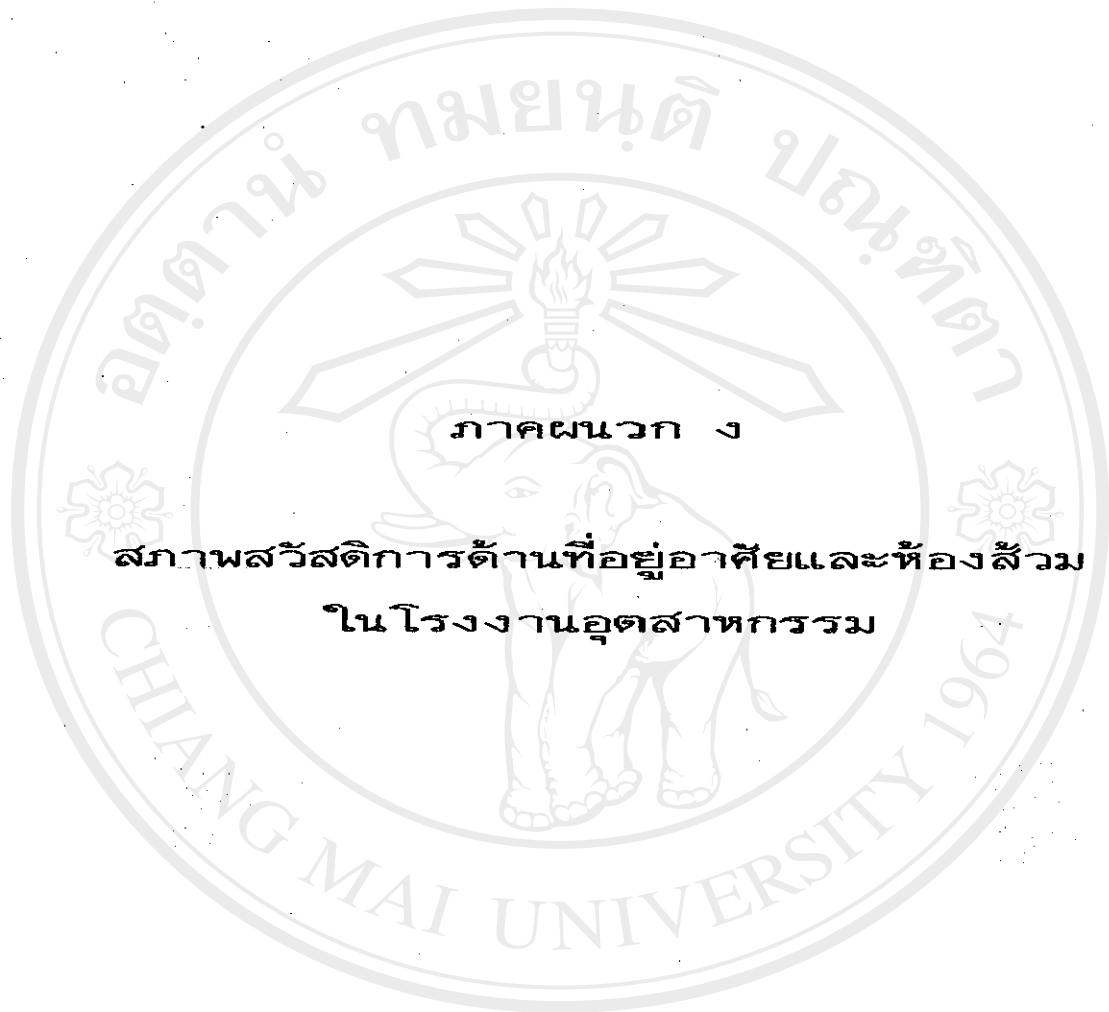 อตฺตานํ ทมยนฺติ ปณฺฑิตา
ภาคผนวก ง
สภาพสวัสดิการด้านที่อยู่อาศัยและห้องส้วม
ในโรงงานอุตสาหกรรม
CHIANG MAI UNIVERSITY 1964